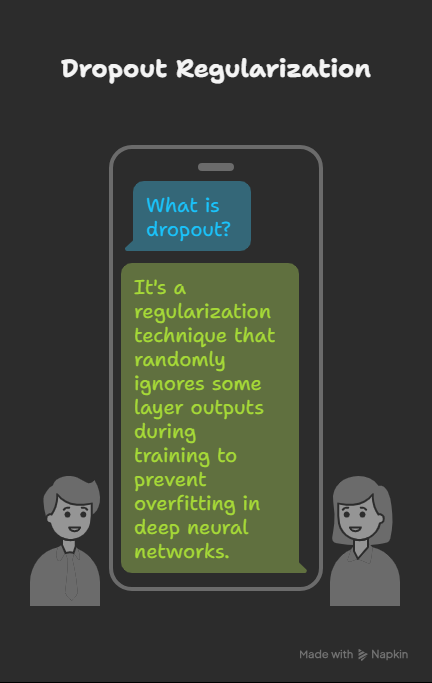 Dropout Regularization
What is
dropout?
It's a
regularization
technique that
randomly
ignores some
layer outputs
during
training to
prevent
overfitting in
deep neural
networks.
Made with Napkin